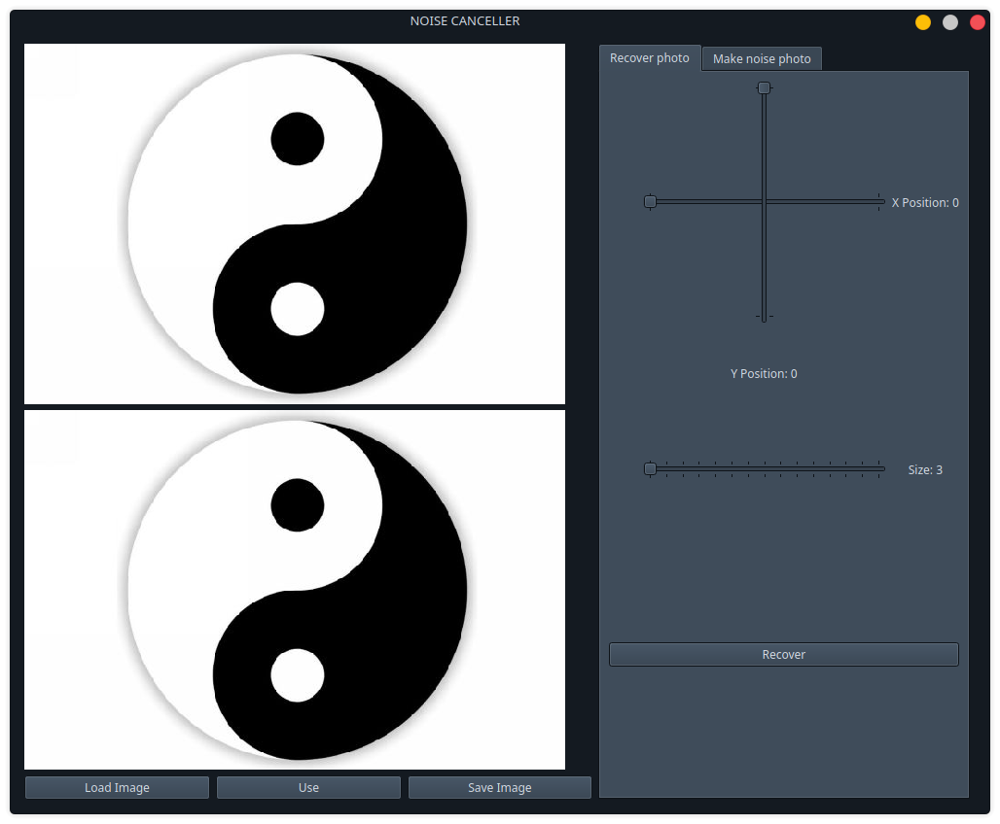 NOISE CANCELLER
Recover photo
Make noise photo
X Position: 0
Y Position: 0
Size: 3
Recover
Load Image
Use
Save Image